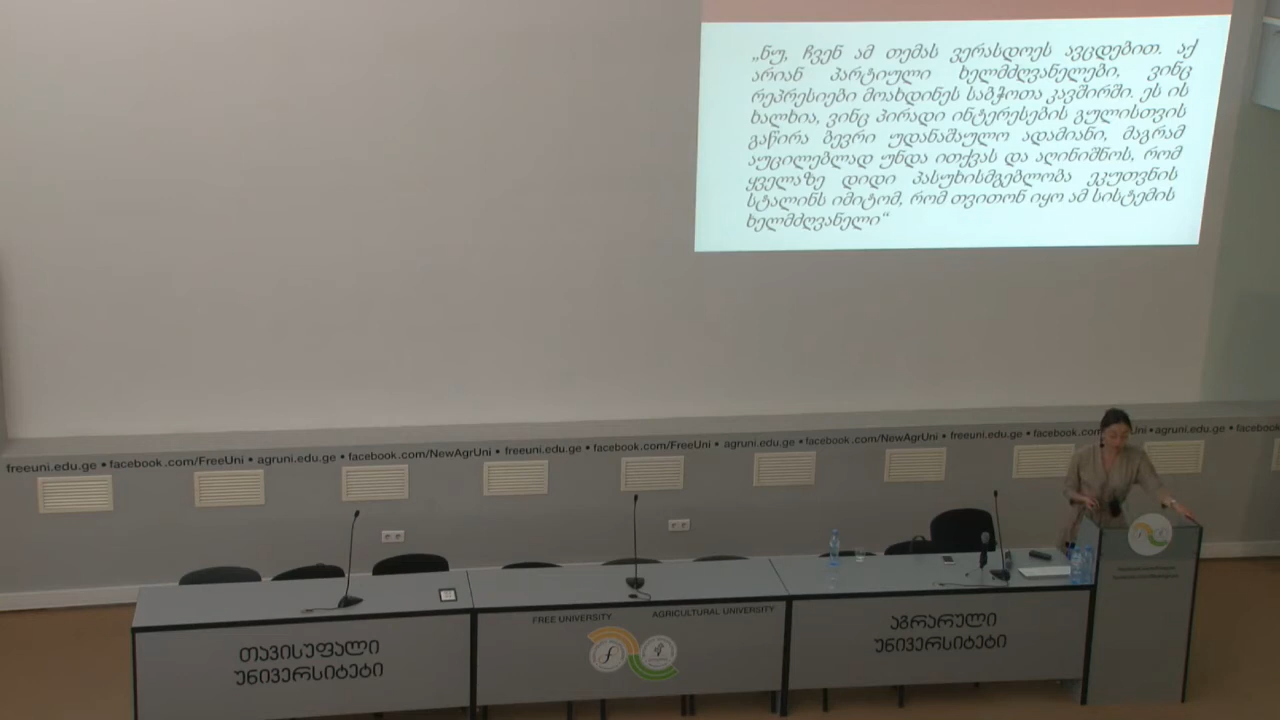 „ნუ, ჩვენ ამ თემას ვერასდოეს ავცდებით. აქ
არიან პარტიული ხელმძღვანელები, ვინც
რეპრესიები მოახდინეს საბჭოთა კავშირში. ეს ის
ხალხია, ვინც პირადი ინტერესების გულისთვის
გაწირა ბევრი უდანაშაულო ადამიანი, მაგრამ
აუცილებლად უნდა ითქვას და აღინიშნოს, რომ
ყველაზე დიდი პასუხისმგებლობა ეკუთვნის
სტალინს იმიტომ, რომ თვითონ იყო ამ სისტემის
ხელმძღვანელი“
freeuni.edu.ge • facebook.com/FreeUni • agruni.edu.ge • facebook.com/NewAgrUni • freeuni.edu.ge • facebook.com/FreeUni • agruni.edu.ge • facebook.com/NewAgrUni • freeuni.edu.ge • facebook.com Uni • agruni.edu.ge • facebook
FREE UNIVERSITY AGRICULTURAL UNIVERSITY
თავისუფალი
უნივერსიტეტი
აგრარული
უნივერსიტეტი